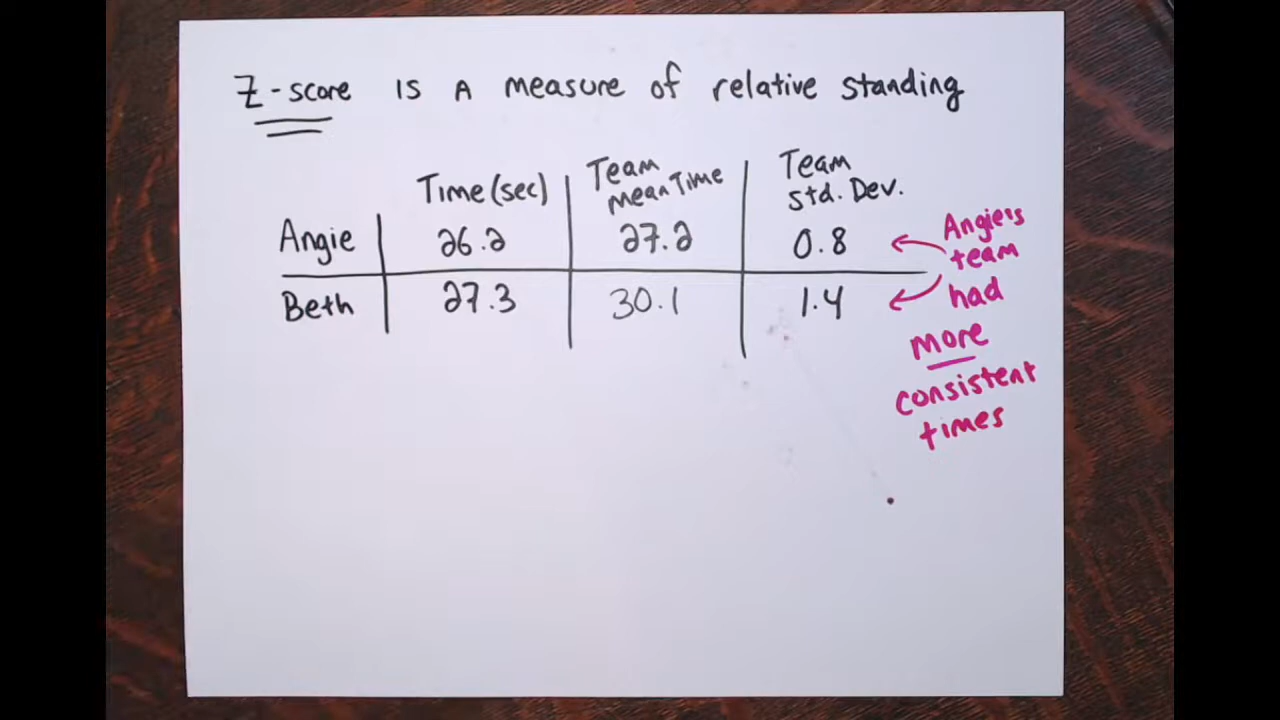 Z-score is a measure of relative standing
Time (sec)
Team
mean Time
Team
Std. Dev.
Angie 26.2 27.2 0.8
Beth 27.3 30.1 1.4
Angie's
team
had
more
consistent
times